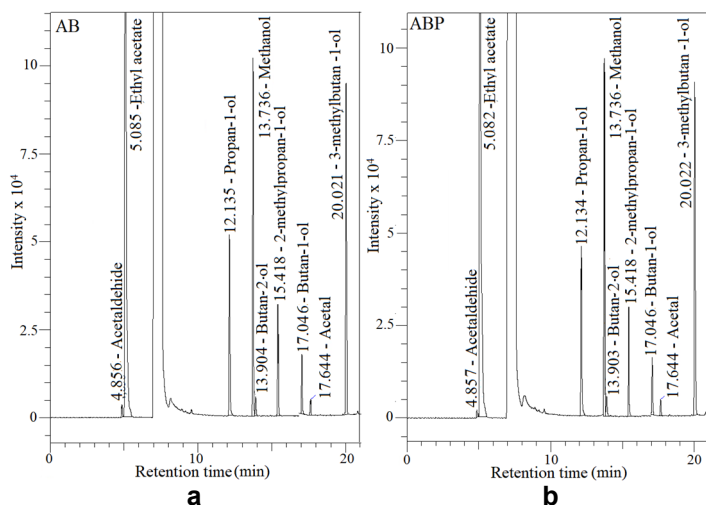 AB
Intensity x 10⁴
10
7.5
5
2.5
0
4.856 - Acetaldehide
5.085 -Ethyl acetate
12.135 - Propan-1-ol
13.736 - Methanol
13.904 - Butan-2-ol
15.418 - 2-methylpropan-1-ol
17.046 - Butan-1-ol
17.644 - Acetal
20.021 - 3-methylbutan -1-ol
0
10
20
Retention time (min)
a
ABP
Intensity x 10⁴
10
7.5
5
2.5
0
4.857 - Acetaldehide
5.082 -Ethyl acetate
12.134 - Propan-1-ol
13.736 - Methanol
13.903 - Butan-2-ol
15.418 - 2-methylpropan-1-ol
17.046 - Butan-1-ol
17.644 - Acetal
20.022 - 3-methylbutan -1-ol
0
10
20
Retention time (min)
b